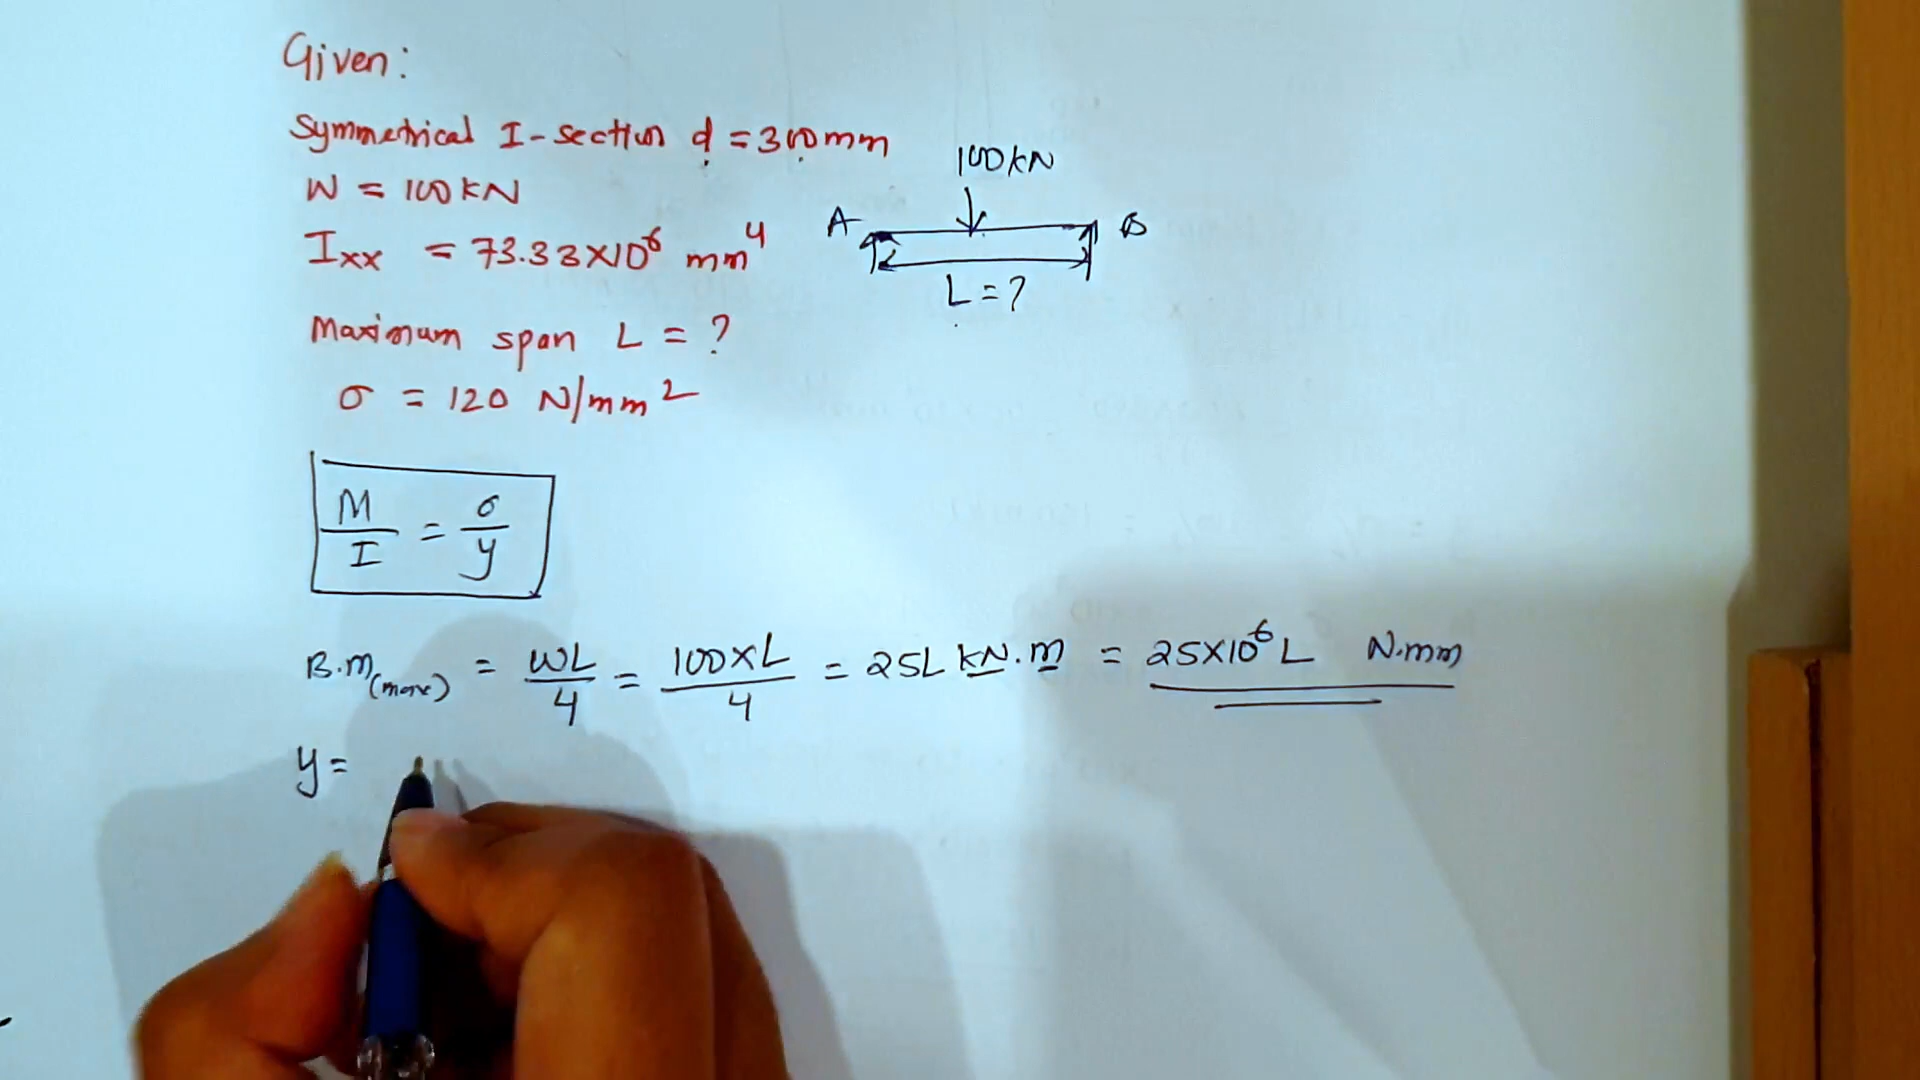 Given:
Symmetrical I-section d = 300mm
W = 100KN
Ixx = 73.33×10⁶ mm⁴
100KN
A B
L = ?
Maximum span L = ?
σ = 120 N/mm²
M/I = σ/y
B.M(max) = WL/4 = 100×L/4 = 25L KN.m = 25×10⁶L N.mm
y =